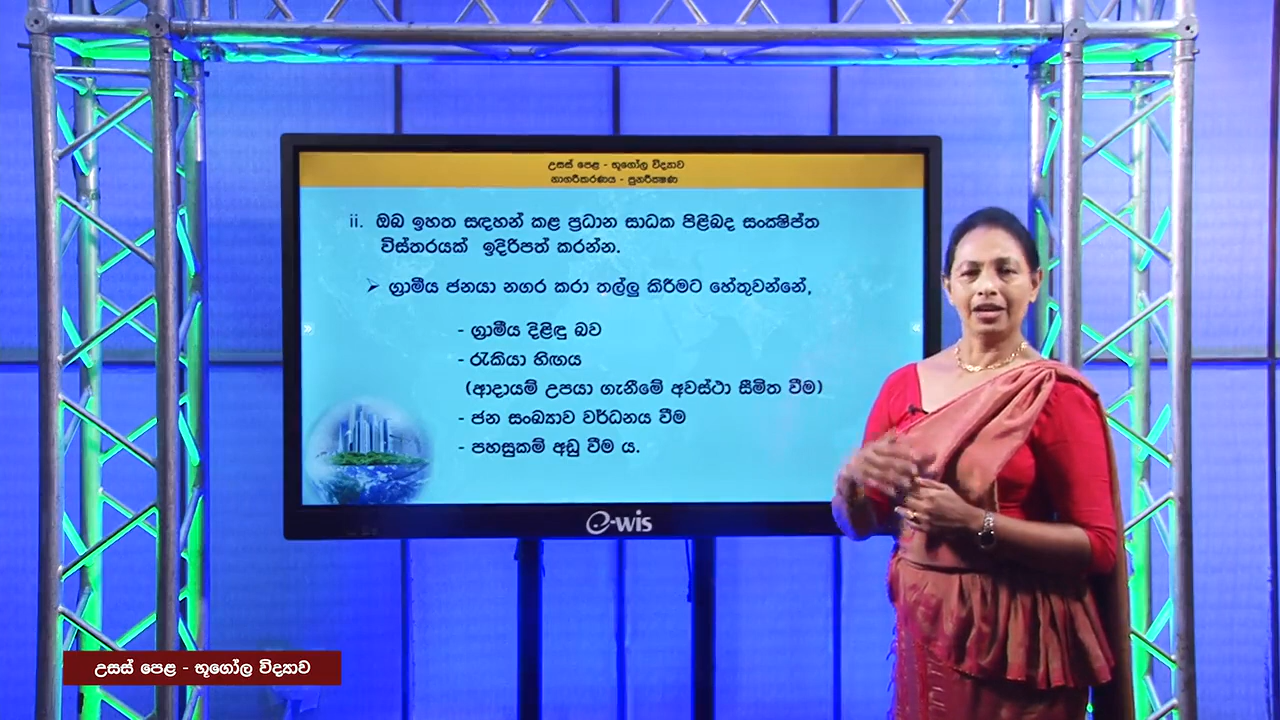 උසස් පෙළ - භූගෝල විද්‍යාව
නාගරීකරණය - පුනරීක්ෂණ
ii. ඔබ ඉහත සඳහන් කළ ප්‍රධාන සාධක පිළිබද සංක්ෂිප්ත
විස්තරයක් ඉදිරිපත් කරන්න.
➢ ග්‍රාමීය ජනයා නගර කරා තල්ලු කිරීමට හේතුවන්නේ,
- ග්‍රාමීය දිළිඳු බව
- රැකියා හිඟය
(ආදායම් උපයා ගැනීමේ අවස්ථා සීමිත වීම)
- ජන සංඛ්‍යාව වර්ධනය වීම
- පහසුකම් අඩු වීම ය.
e-wis
උසස් පෙළ - භූගෝල විද්‍යාව